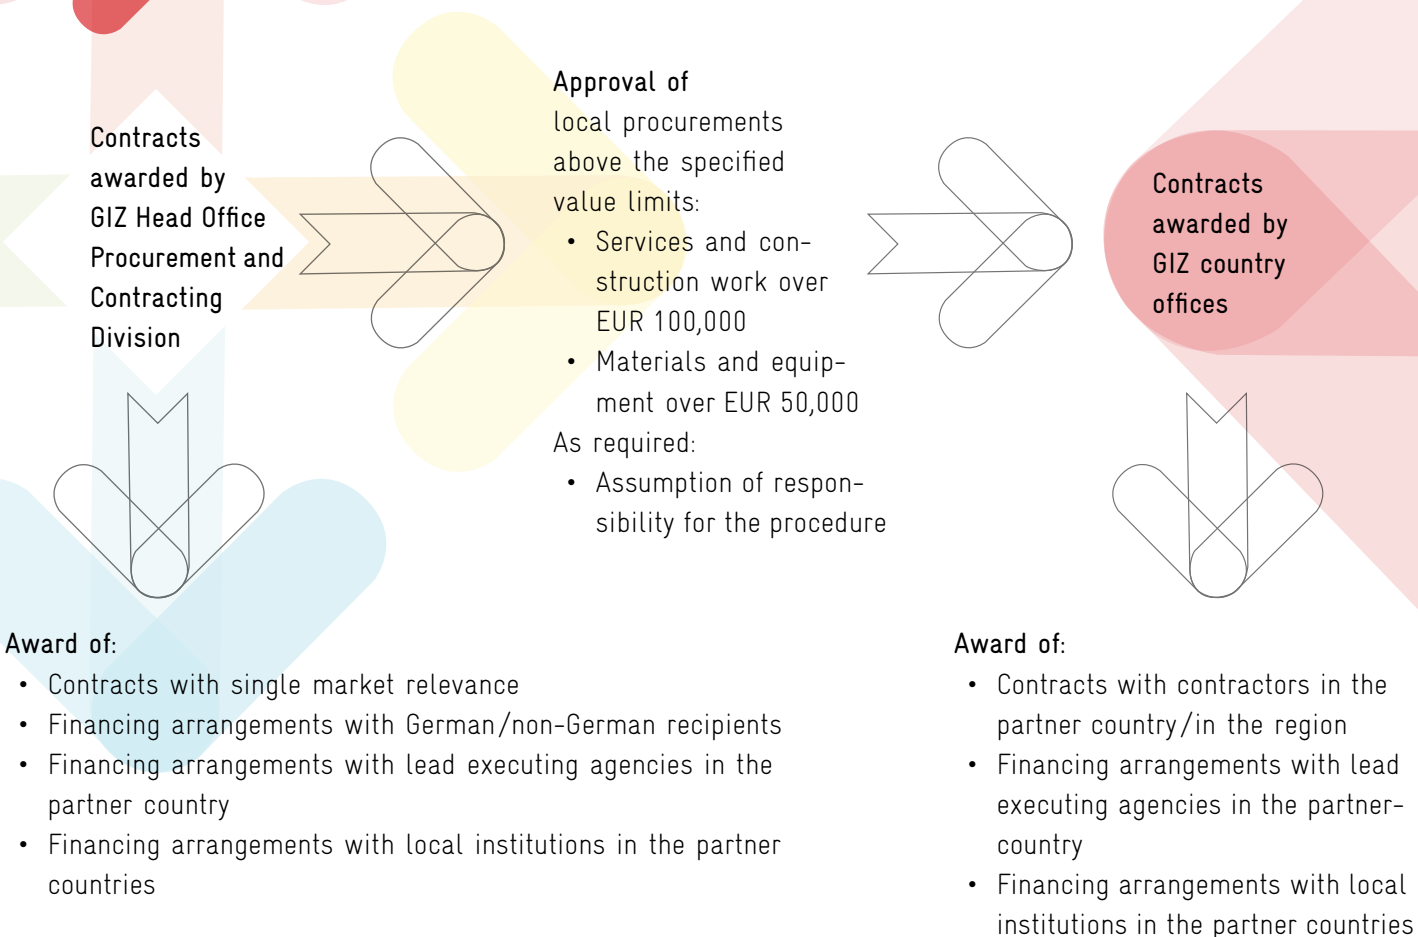 Contracts
awarded by
GIZ Head Office
Procurement and
Contracting
Division
Approval of
local procurements
above the specified
value limits:
• Services and con-
struction work over
EUR 100,000
• Materials and equip-
ment over EUR 50,000
As required:
• Assumption of respon-
sibility for the procedure
Contracts
awarded by
GIZ country
offices
Award of:
• Contracts with single market relevance
• Financing arrangements with German/non-German recipients
• Financing arrangements with lead executing agencies in the
partner country
• Financing arrangements with local institutions in the partner
countries
Award of:
• Contracts with contractors in the
partner country/in the region
• Financing arrangements with lead
executing agencies in the partner-
country
• Financing arrangements with local
institutions in the partner countries